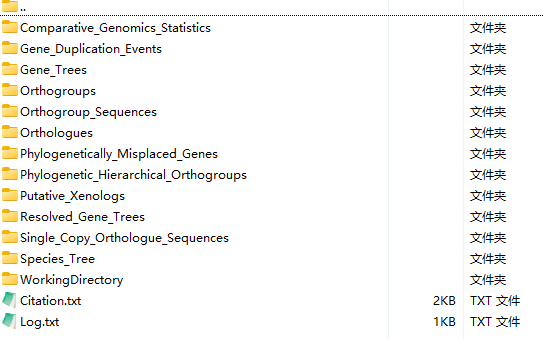 ..
Comparative_Genomics_Statistics 文件夹
Gene_Duplication_Events 文件夹
Gene_Trees 文件夹
Orthogroups 文件夹
Orthogroup_Sequences 文件夹
Orthologues 文件夹
Phylogenetically_Misplaced_Genes 文件夹
Phylogenetic_Hierarchical_Orthogroups 文件夹
Putative_Xenologs 文件夹
Resolved_Gene_Trees 文件夹
Single_Copy_Orthologue_Sequences 文件夹
Species_Tree 文件夹
WorkingDirectory 文件夹
Citation.txt 2KB TXT 文件
Log.txt 1KB TXT 文件